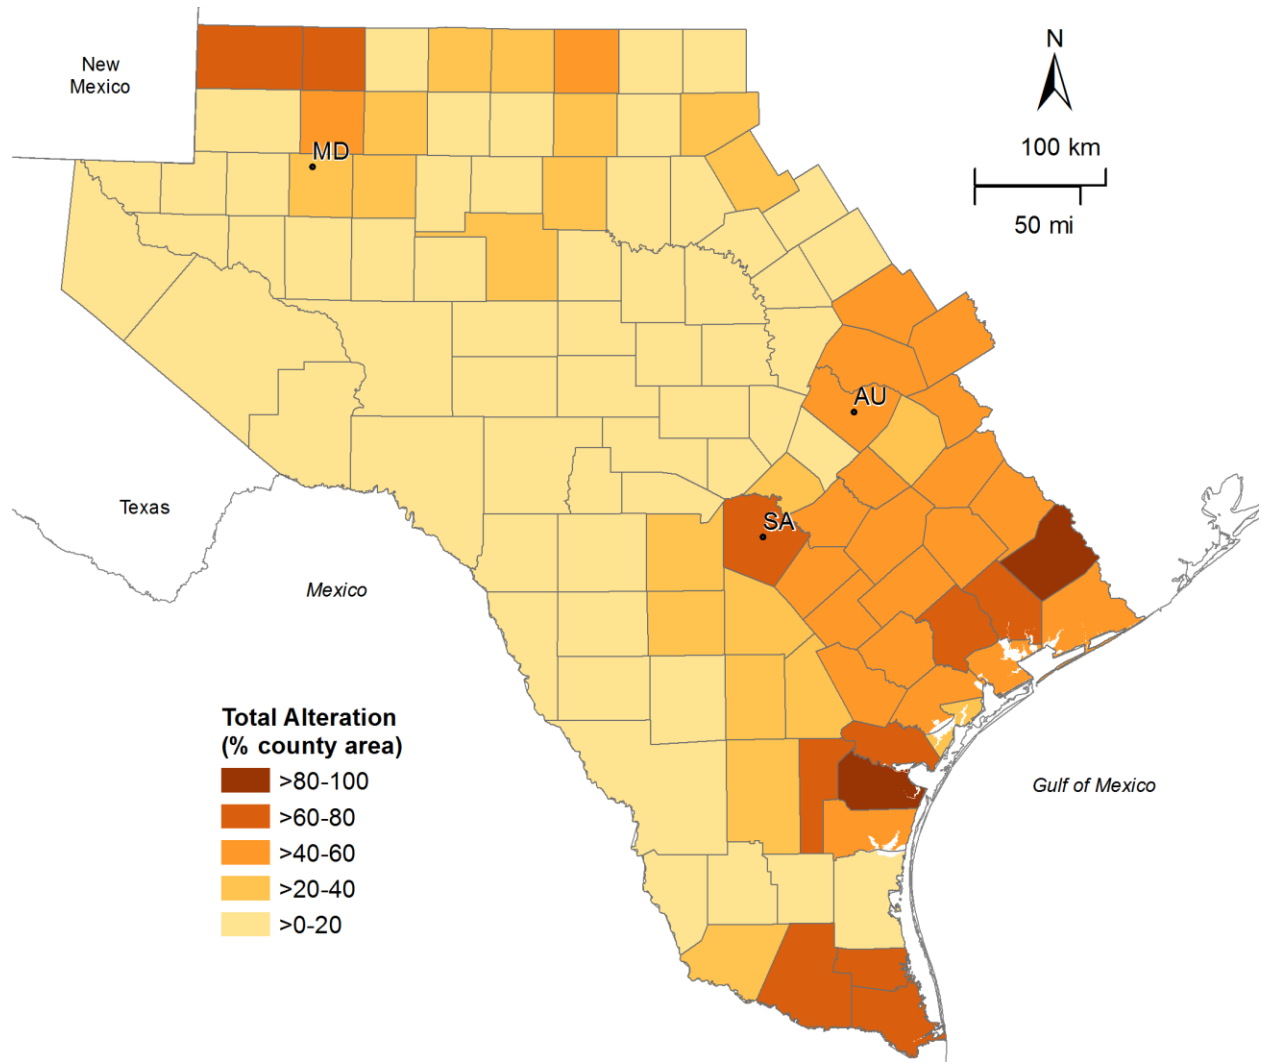 New
Mexico
N
MD
100 km
50 mi
AU
Texas
SA
Mexico
Total Alteration
(% county area)
>80-100
>60-80
>40-60
>20-40
>0-20
Gulf of Mexico